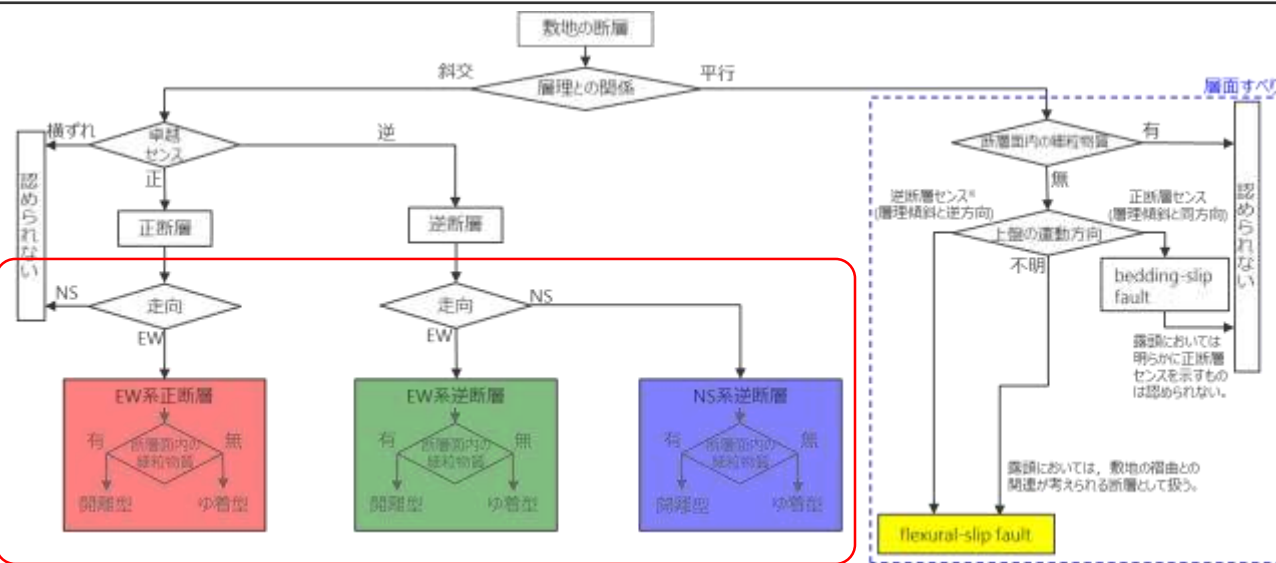 敷地の断層
層理との関係
斜交
平行
層面すべり
横ずれ
卓越
センス
逆
正
認められない
正断層
逆断層
走向
NS
EW
走向
NS
EW
EW系正断層
断層面内の
細粒物質
有
無
開離型
ゆ着型
EW系逆断層
断層面内の
細粒物質
有
無
開離型
ゆ着型
NS系逆断層
断層面内の
細粒物質
有
無
開離型
ゆ着型
断層面内の細粒物質
有
無
逆断層センス※
(層理傾斜と逆方向)
正断層センス
(層理傾斜と同方向)
上盤の運動方向
不明
bedding-slip
fault
認められない
露頭においては
明らかに正断層
センスを示すもの
は認められない。
露頭においては，敷地の褶曲との
関連が考えられる断層として扱う。
flexural-slip fault